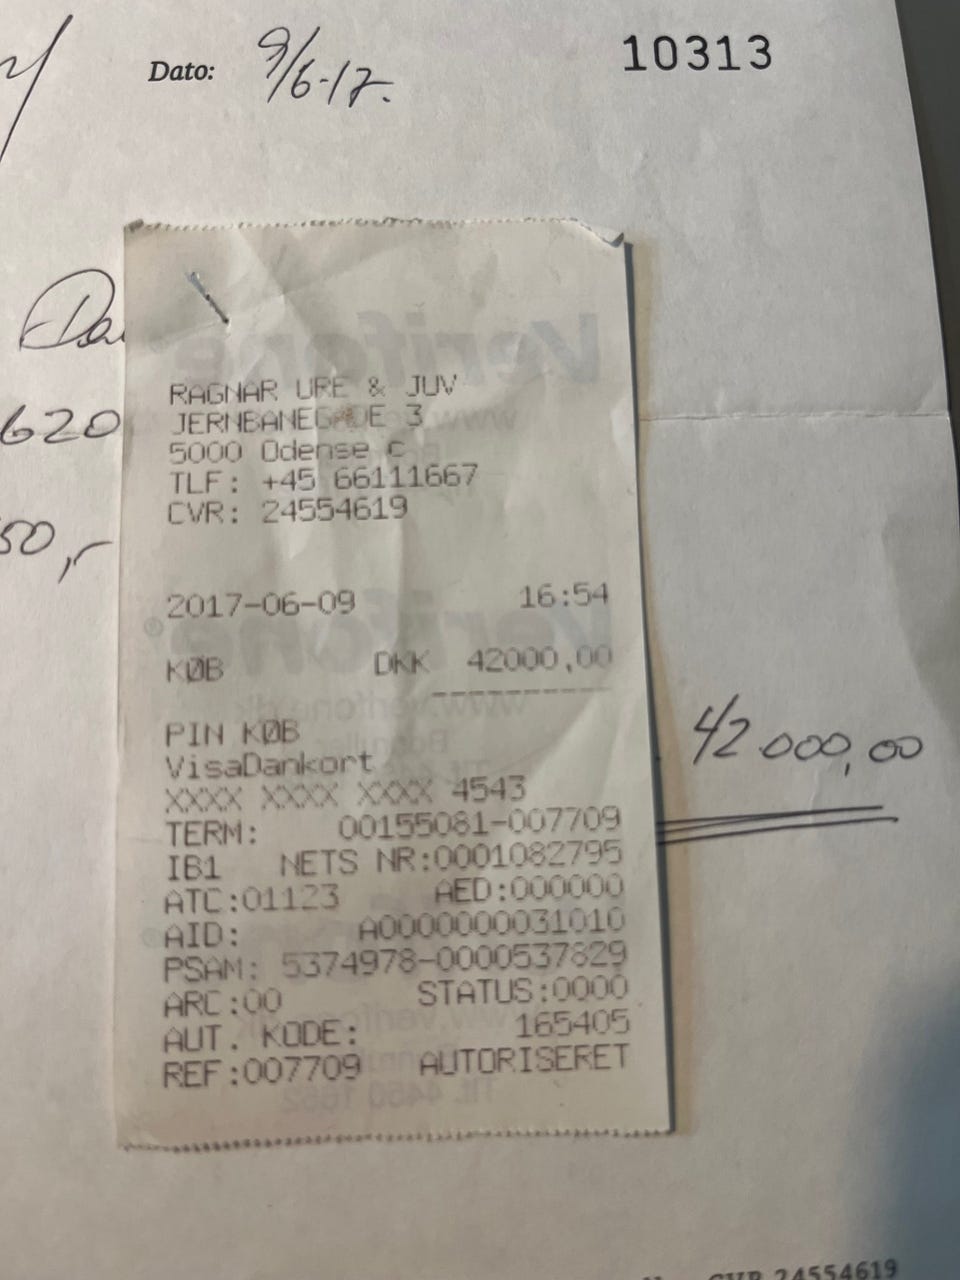 Dato: 9/6-17.
10313
620
50,-
RAGNAR URE & JUV
JERNBANEGADE 3
5000 Odense c
TLF: +45 66111667
CVR: 24554619
2017-06-09 16:54
KØB DKK 42000,00
PIN KØB
VisaDankort
XXXX XXXX XXXX 4543
TERM: 00155081-007709
IB1 NETS NR:0001082795
ATC:01123 AED:000000
AID: A0000000031010
PSAM: 5374978-0000537829
ARC:00 STATUS:0000
AUT. KODE: 165405
REF:007709 AUTORISERET
42000,00
CVR 24554619